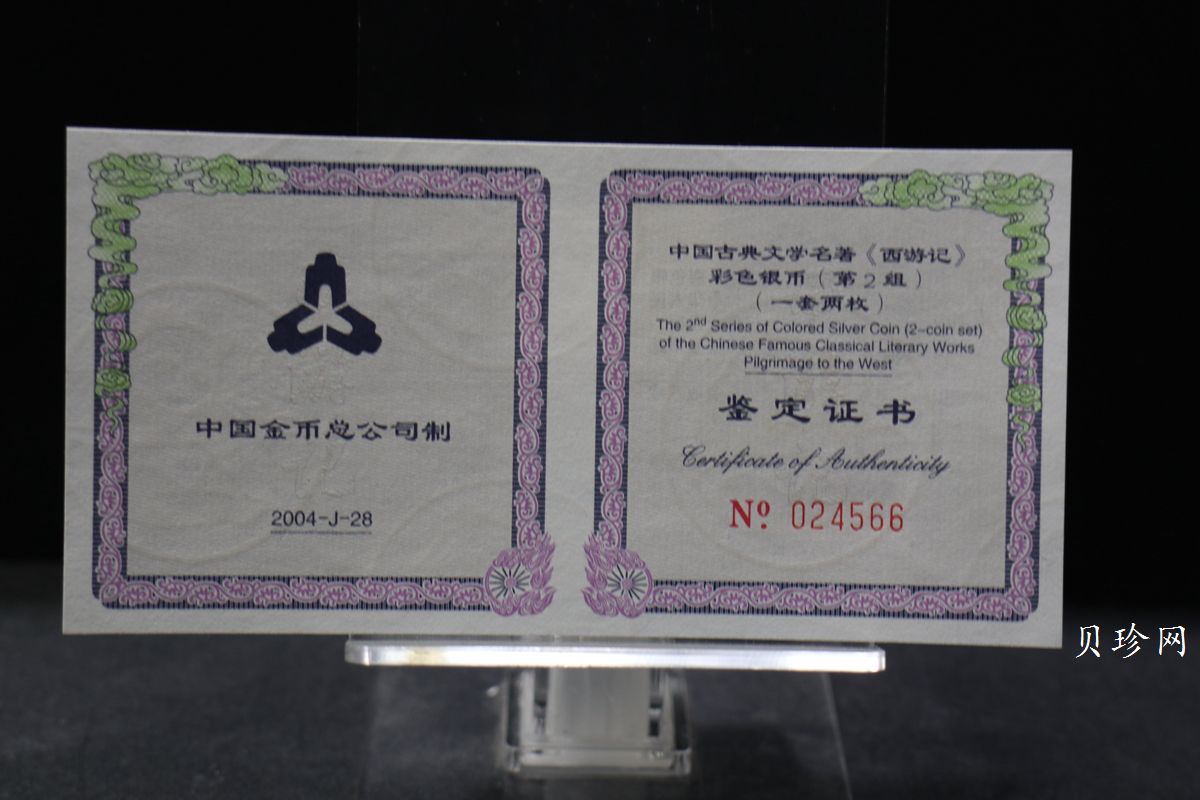 中国金币总公司制
2004-J-28
中国古典文学名著《西游记》
彩色银币（第2组）
（一套两枚）
The 2nd Series of Colored Silver Coin (2-coin set)
of the Chinese Famous Classical Literary Works
Pilgrimage to the West
鉴定证书
Certificate of Authenticity
Nº 024566
贝珍网